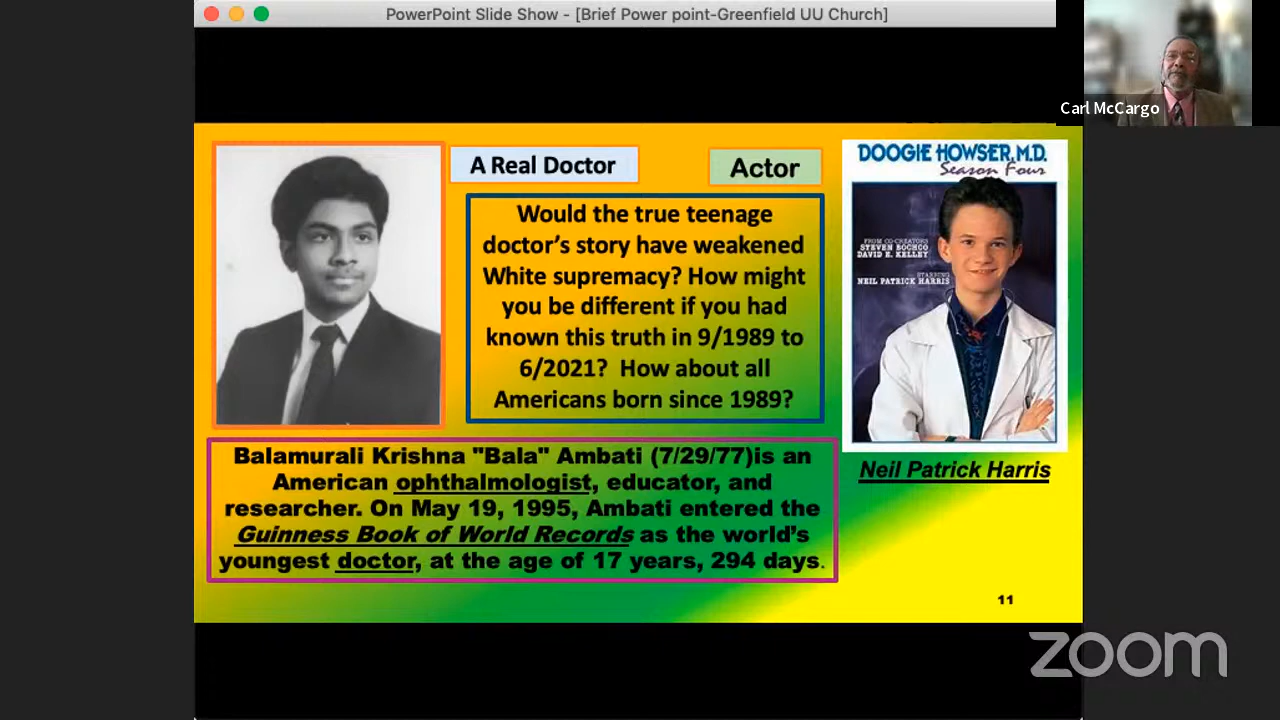 PowerPoint Slide Show - [Brief Power point-Greenfield UU Church]
Carl McCargo
A Real Doctor
Actor
Would the true teenage
doctor's story have weakened
White supremacy? How might
you be different if you had
known this truth in 9/1989 to
6/2021?  How about all
Americans born since 1989?
DOOGIE HOWSER, M.D.
Season Four
FROM CO-CREATORS
STEVEN BOCHCO
DAVID E. KELLEY
STARRING
NEIL PATRICK HARRIS
Neil Patrick Harris
Balamurali Krishna "Bala" Ambati (7/29/77)is an
American ophthalmologist, educator, and
researcher. On May 19, 1995, Ambati entered the
Guinness Book of World Records as the world's
youngest doctor, at the age of 17 years, 294 days.
11
zoom